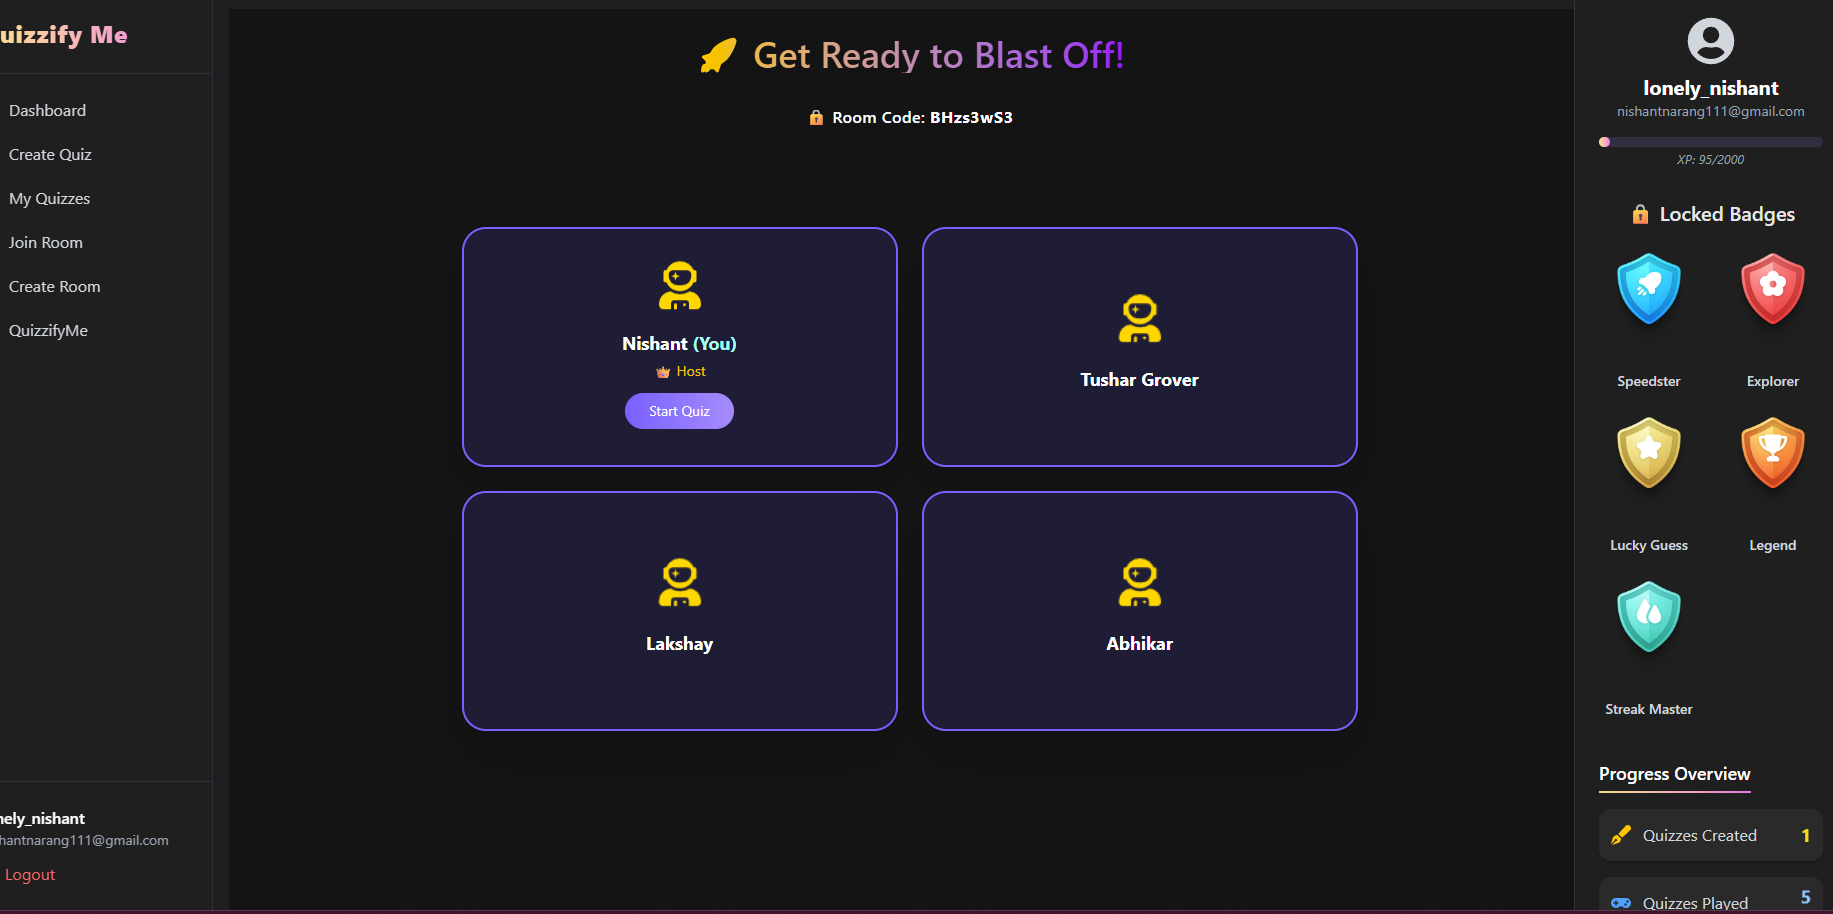 uizzify Me
Dashboard
Create Quiz
My Quizzes
Join Room
Create Room
QuizzifyMe
nely_nishant
hantnarang111@gmail.com
Logout
Get Ready to Blast Off!
Room Code: BHzs3wS3
Nishant (You)
Host
Start Quiz
Tushar Grover
Lakshay
Abhikar
lonely_nishant
nishantnarang111@gmail.com
XP: 95/2000
Locked Badges
Speedster
Explorer
Lucky Guess
Legend
Streak Master
Progress Overview
Quizzes Created 1
Quizzes Played 5